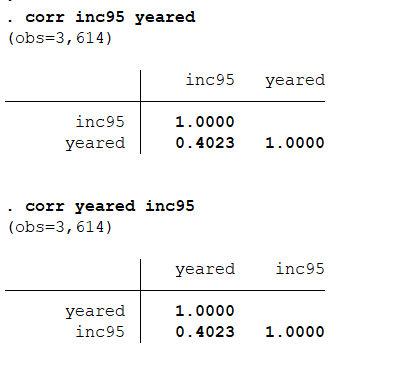 . corr inc95 yeared
(obs=3,614)
inc95 yeared
inc95 1.0000
yeared 0.4023 1.0000
. corr yeared inc95
(obs=3,614)
yeared inc95
yeared 1.0000
inc95 0.4023 1.0000